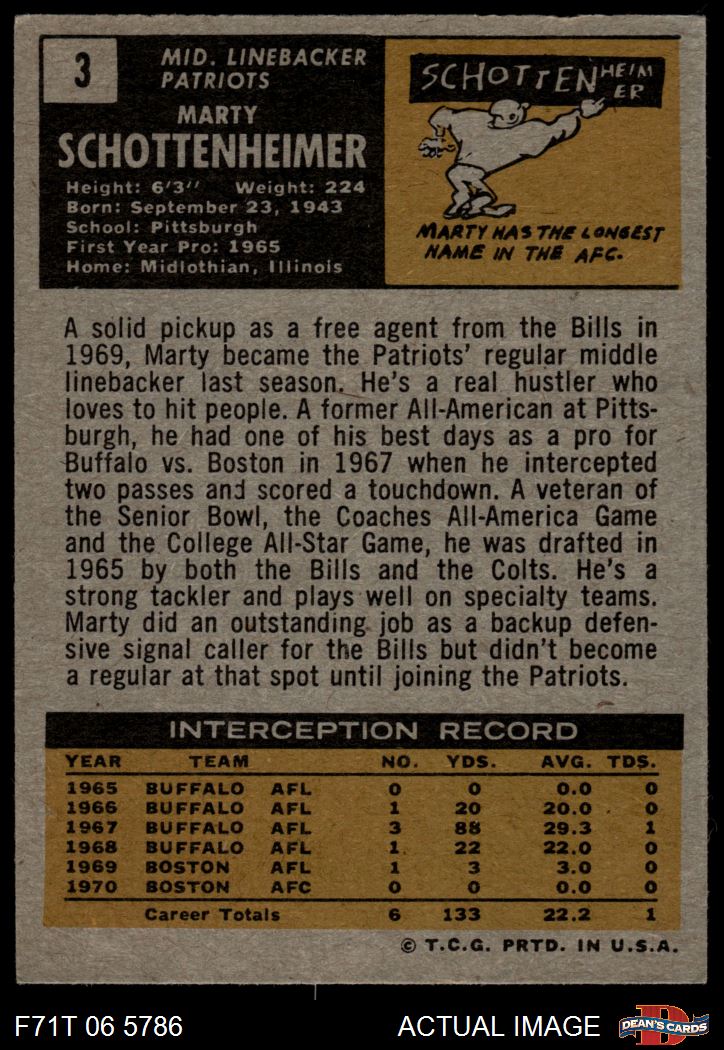 3
MID. LINEBACKER
PATRIOTS
MARTY
SCHOTTENHEIMER
Height: 6'3" Weight: 224
Born: September 23, 1943
School: Pittsburgh
First Year Pro: 1965
Home: Midlothian, Illinois
SCHOTTENHEIM
ER
MARTY HAS THE LONGEST
NAME IN THE AFC.
A solid pickup as a free agent from the Bills in
1969, Marty became the Patriots' regular middle
linebacker last season. He's a real hustler who
loves to hit people. A former All-American at Pitts-
burgh, he had one of his best days as a pro for
Buffalo vs. Boston in 1967 when he intercepted
two passes and scored a touchdown. A veteran of
the Senior Bowl, the Coaches All-America Game
and the College All-Star Game, he was drafted in
1965 by both the Bills and the Colts. He's a
strong tackler and plays well on specialty teams.
Marty did an outstanding job as a backup defen-
sive signal caller for the Bills but didn't become
a regular at that spot until joining the Patriots.
INTERCEPTION RECORD
YEAR TEAM NO. YDS. AVG. TDS.
1965 BUFFALO AFL 0 0 0.0 0
1966 BUFFALO AFL 1 20 20.0 0
1967 BUFFALO AFL 3 88 29.3 1
1968 BUFFALO AFL 1 22 22.0 0
1969 BOSTON AFL 1 3 3.0 0
1970 BOSTON AFC 0 0 0.0 0
Career Totals 6 133 22.2 1
© T.C.G. PRTD. IN U.S.A.
F71T 06 5786 ACTUAL IMAGE
D
DEAN'S CARDS